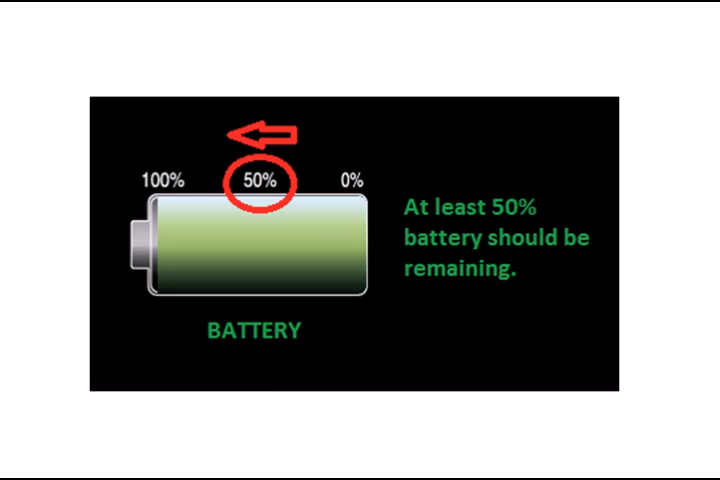 100% 50% 0%
At least 50%
battery should be
remaining.
BATTERY